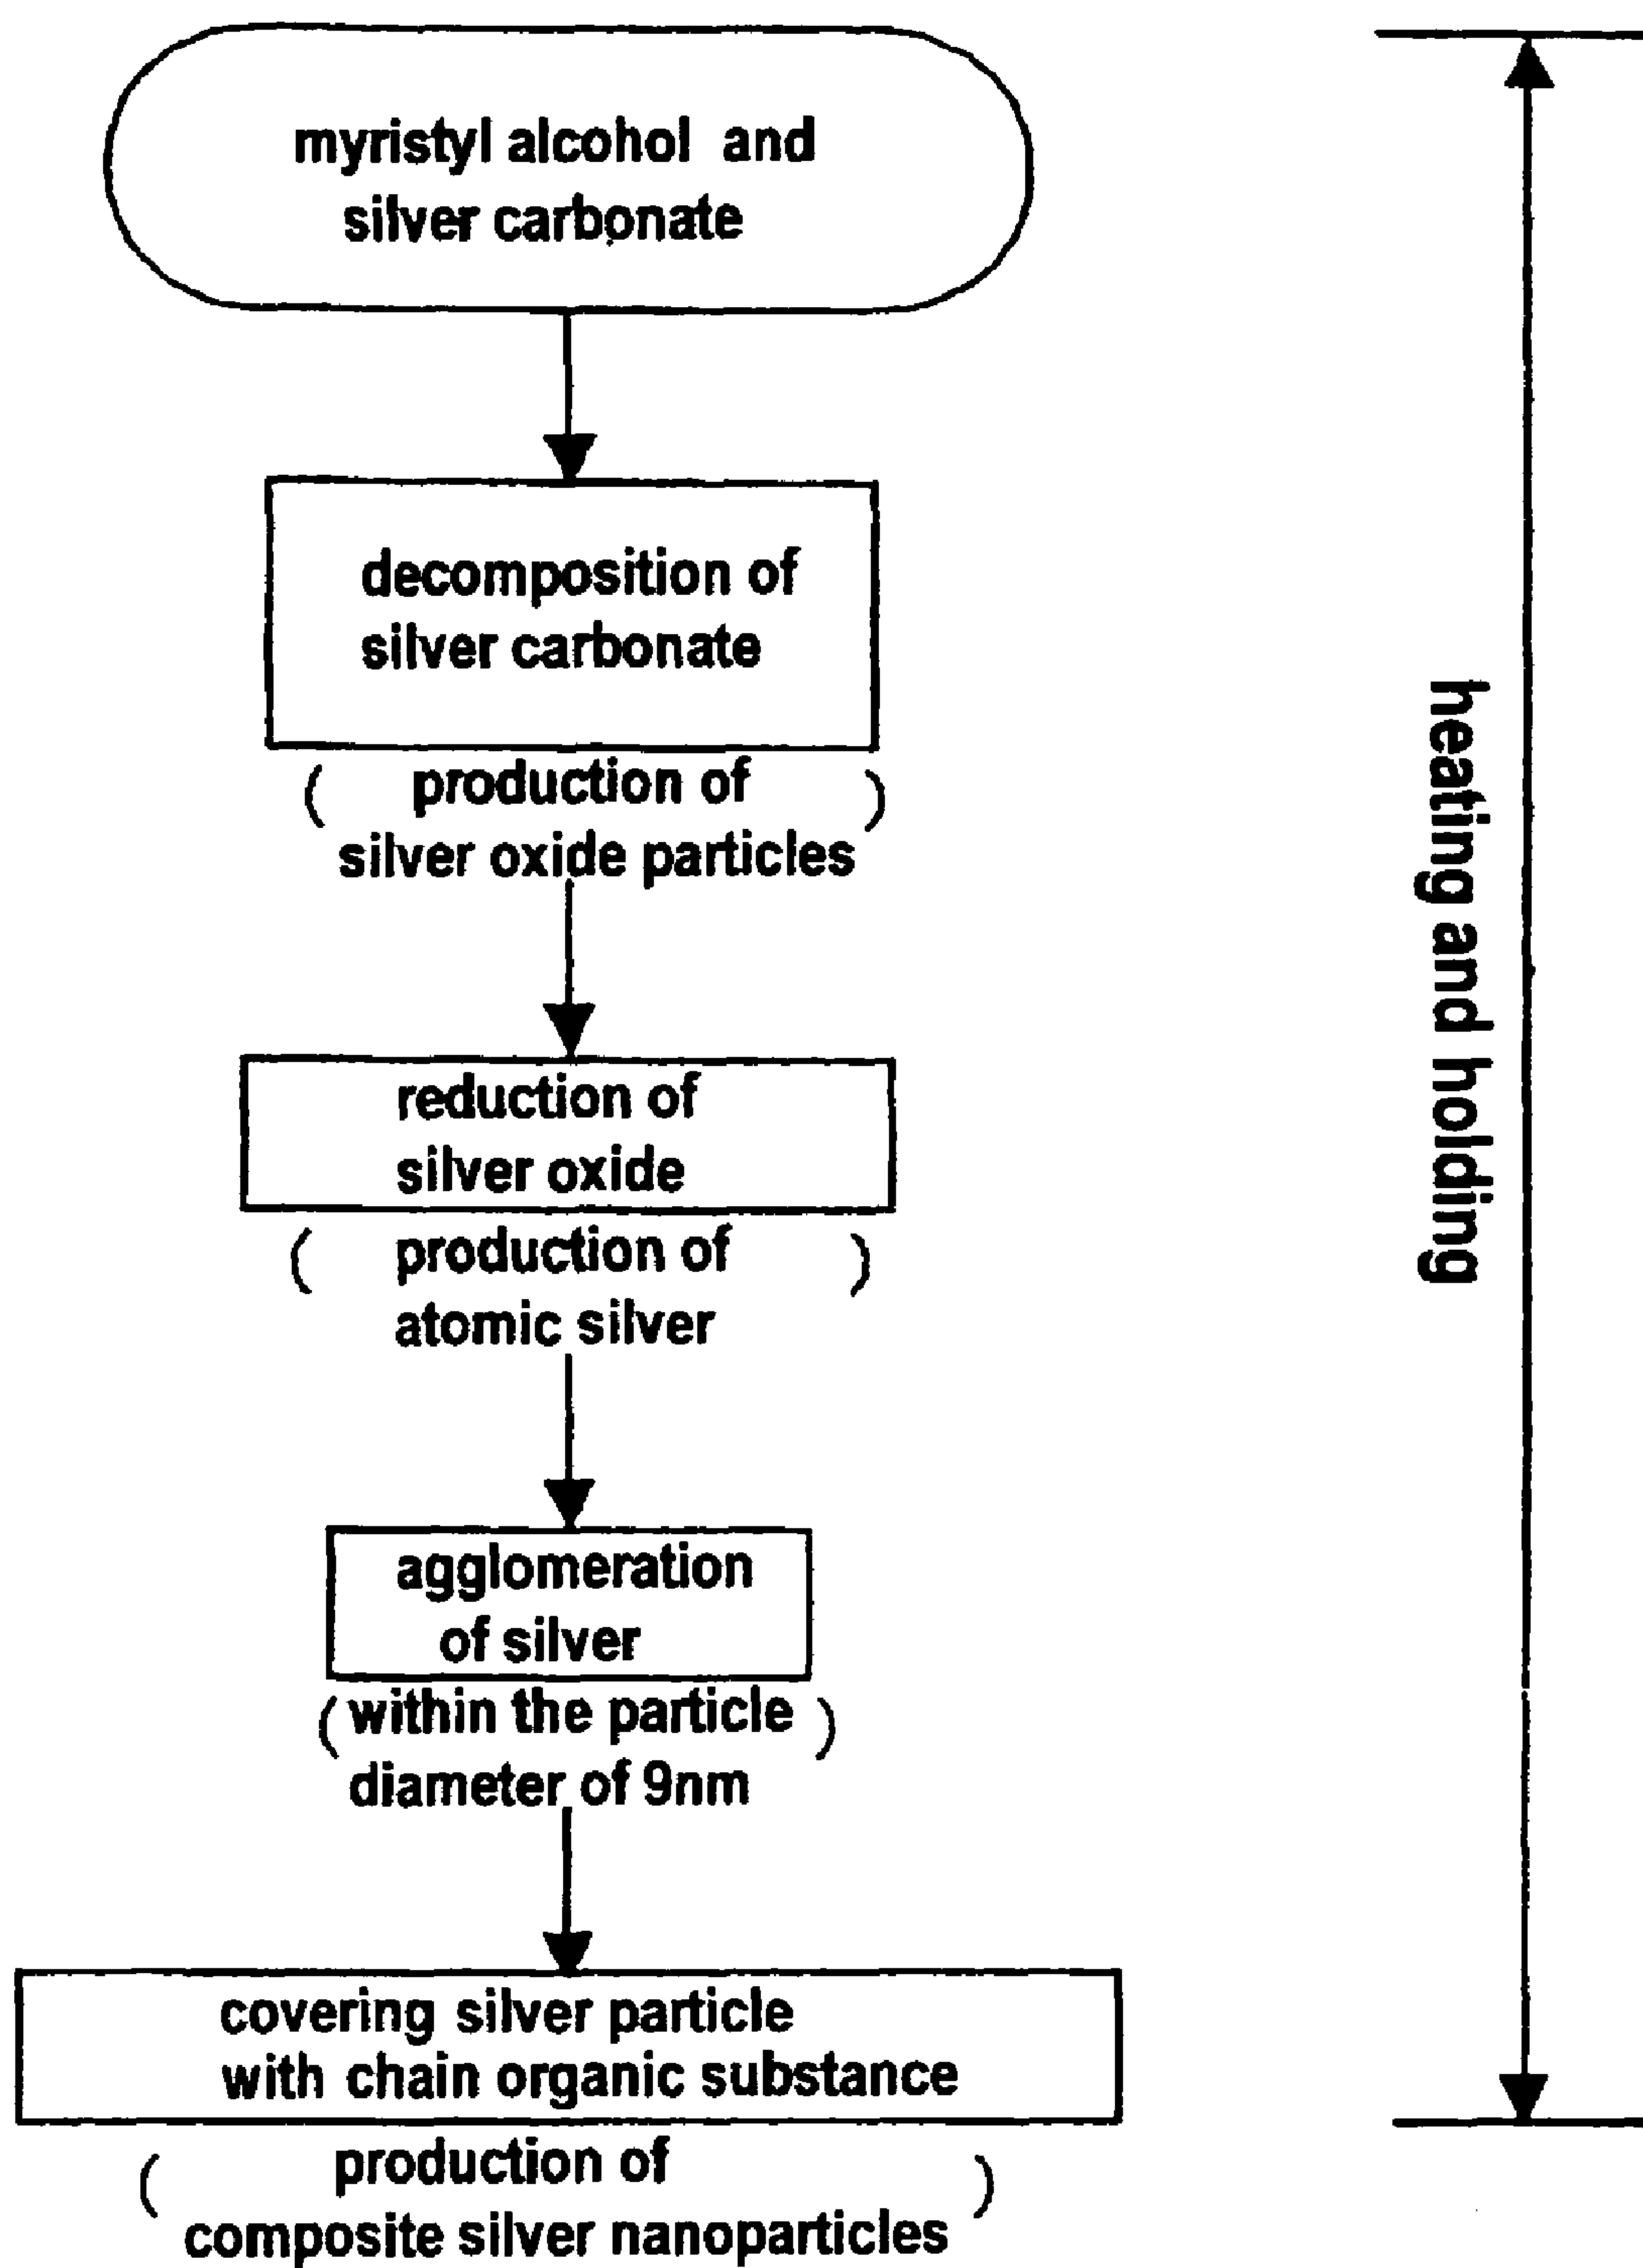 myristyl alcohol and
silver carbonate
decomposition of
silver carbonate
( production of )
silver oxide particles
reduction of
silver oxide
( production of )
atomic silver
agglomeration
of silver
( within the particle )
diameter of 9nm
covering silver particle
with chain organic substance
( production of )
composite silver nanoparticles
heating and holding